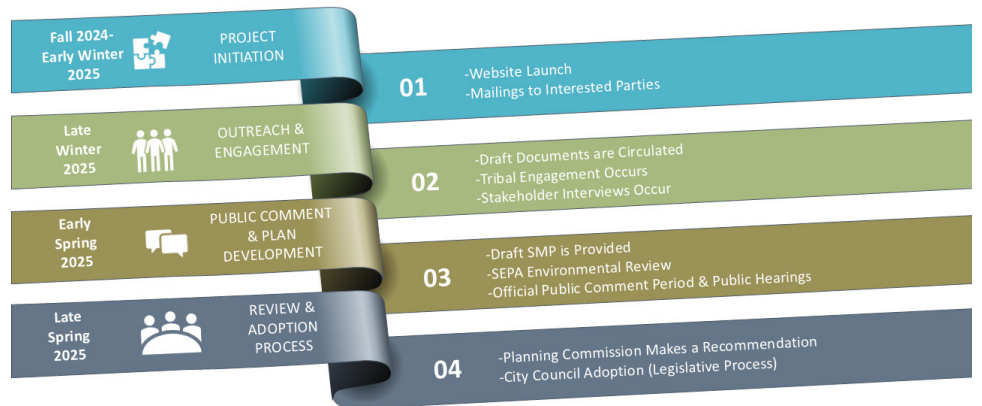 Fall 2024-
Early Winter
2025
PROJECT
INITIATION
01
-Website Launch
-Mailings to Interested Parties
Late
Winter
2025
OUTREACH &
ENGAGEMENT
02
-Draft Documents are Circulated
-Tribal Engagement Occurs
-Stakeholder Interviews Occur
Early
Spring
2025
PUBLIC COMMENT
& PLAN
DEVELOPMENT
03
-Draft SMP is Provided
-SEPA Environmental Review
-Official Public Comment Period & Public Hearings
Late
Spring
2025
REVIEW &
ADOPTION
PROCESS
04
-Planning Commission Makes a Recommendation
-City Council Adoption (Legislative Process)